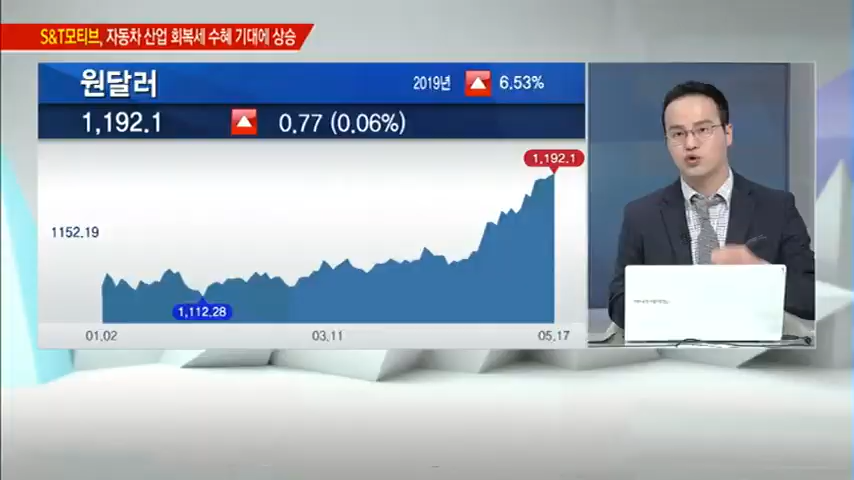 S&T모티브, 자동차 산업 회복세 수혜 기대에 상승
원달러
2019년 ▲ 6.53%
1,192.1 ▲ 0.77 (0.06%)
1,192.1
1152.19
1,112.28
01.02 03.11 05.17